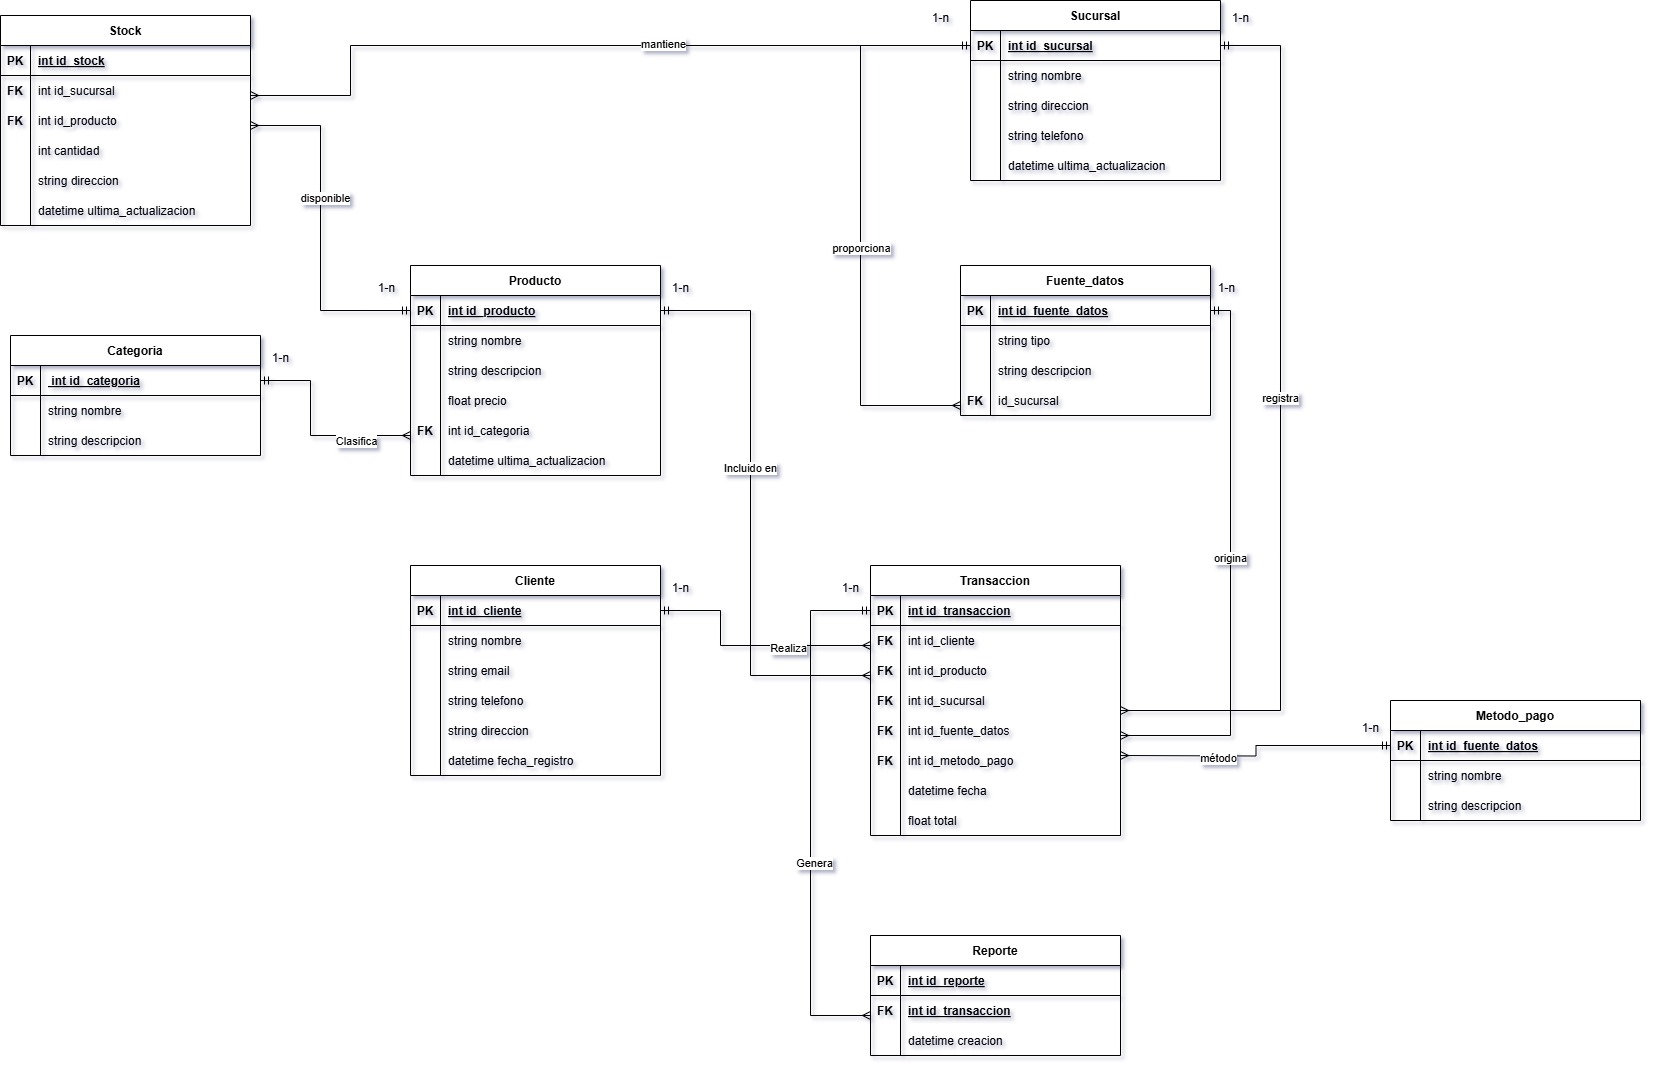 Stock
PK int id_stock
FK int id_sucursal
FK int id_producto
int cantidad
string direccion
datetime ultima_actualizacion
mantiene
1-n
Sucursal
1-n
PK int id_sucursal
string nombre
string direccion
string telefono
datetime ultima_actualizacion
disponible
proporciona
1-n
Producto
1-n
PK int id_producto
string nombre
string descripcion
float precio
FK int id_categoria
datetime ultima_actualizacion
Fuente_datos
1-n
PK int id_fuente_datos
string tipo
string descripcion
FK id_sucursal
Categoria
1-n
PK int id_categoria
string nombre
string descripcion
Clasifica
registra
Incluido en
origina
Cliente
1-n
PK int id_cliente
string nombre
string email
string telefono
string direccion
datetime fecha_registro
Realiza
1-n
Transaccion
PK int id_transaccion
FK int id_cliente
FK int id_producto
FK int id_sucursal
FK int id_fuente_datos
FK int id_metodo_pago
datetime fecha
float total
método
1-n
Metodo_pago
PK int id_fuente_datos
string nombre
string descripcion
Genera
Reporte
PK int id_reporte
FK int id_transaccion
datetime creacion